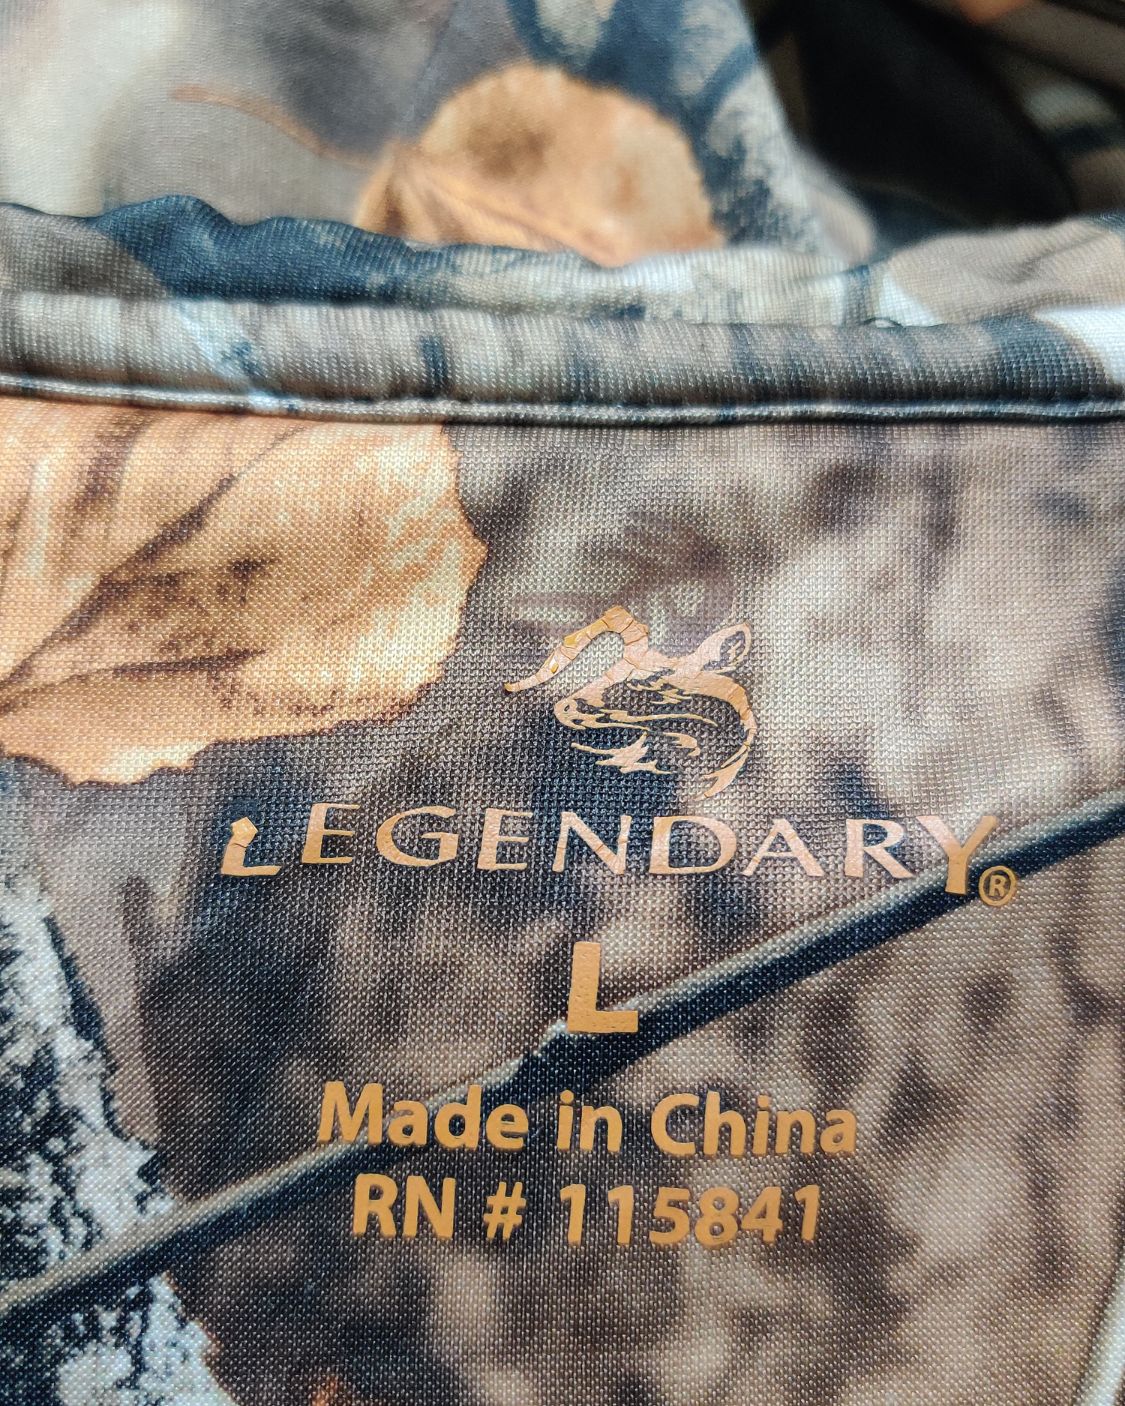 LEGENDARY®
L
Made in China
RN # 115841